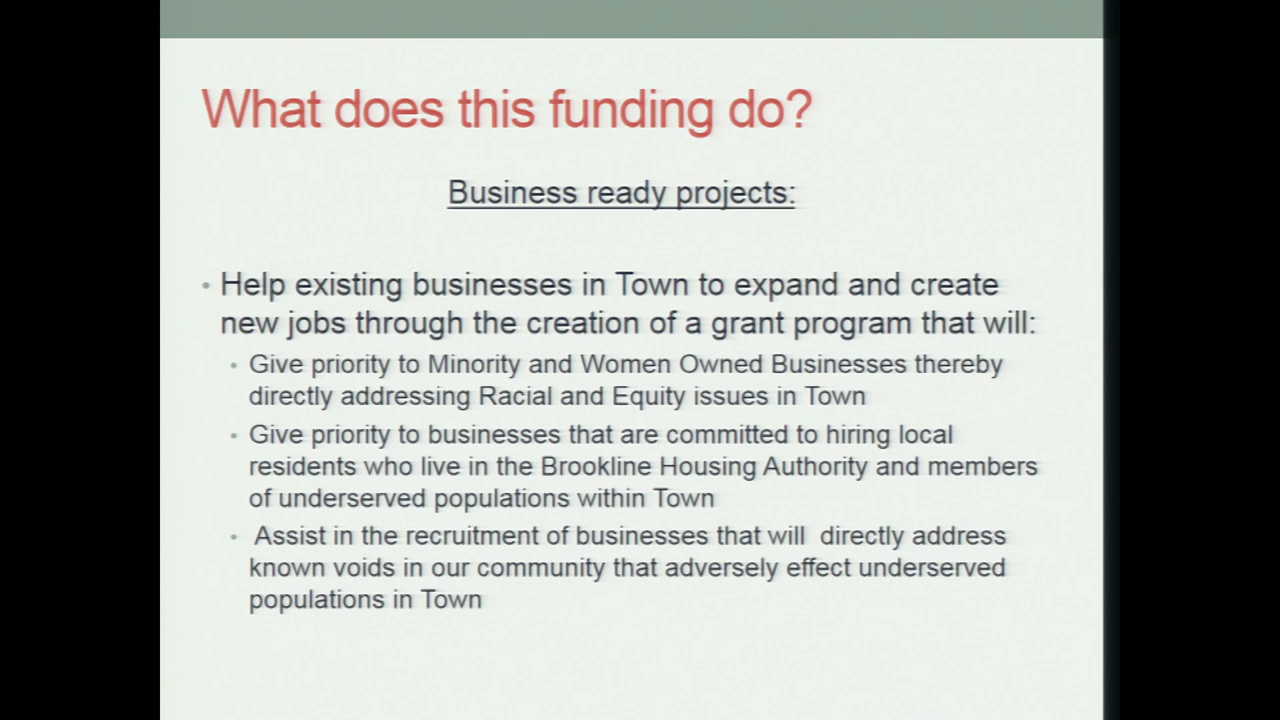 What does this funding do?
Business ready projects:
• Help existing businesses in Town to expand and create
new jobs through the creation of a grant program that will:
• Give priority to Minority and Women Owned Businesses thereby
directly addressing Racial and Equity issues in Town
• Give priority to businesses that are committed to hiring local
residents who live in the Brookline Housing Authority and members
of underserved populations within Town
• Assist in the recruitment of businesses that will directly address
known voids in our community that adversely effect underserved
populations in Town